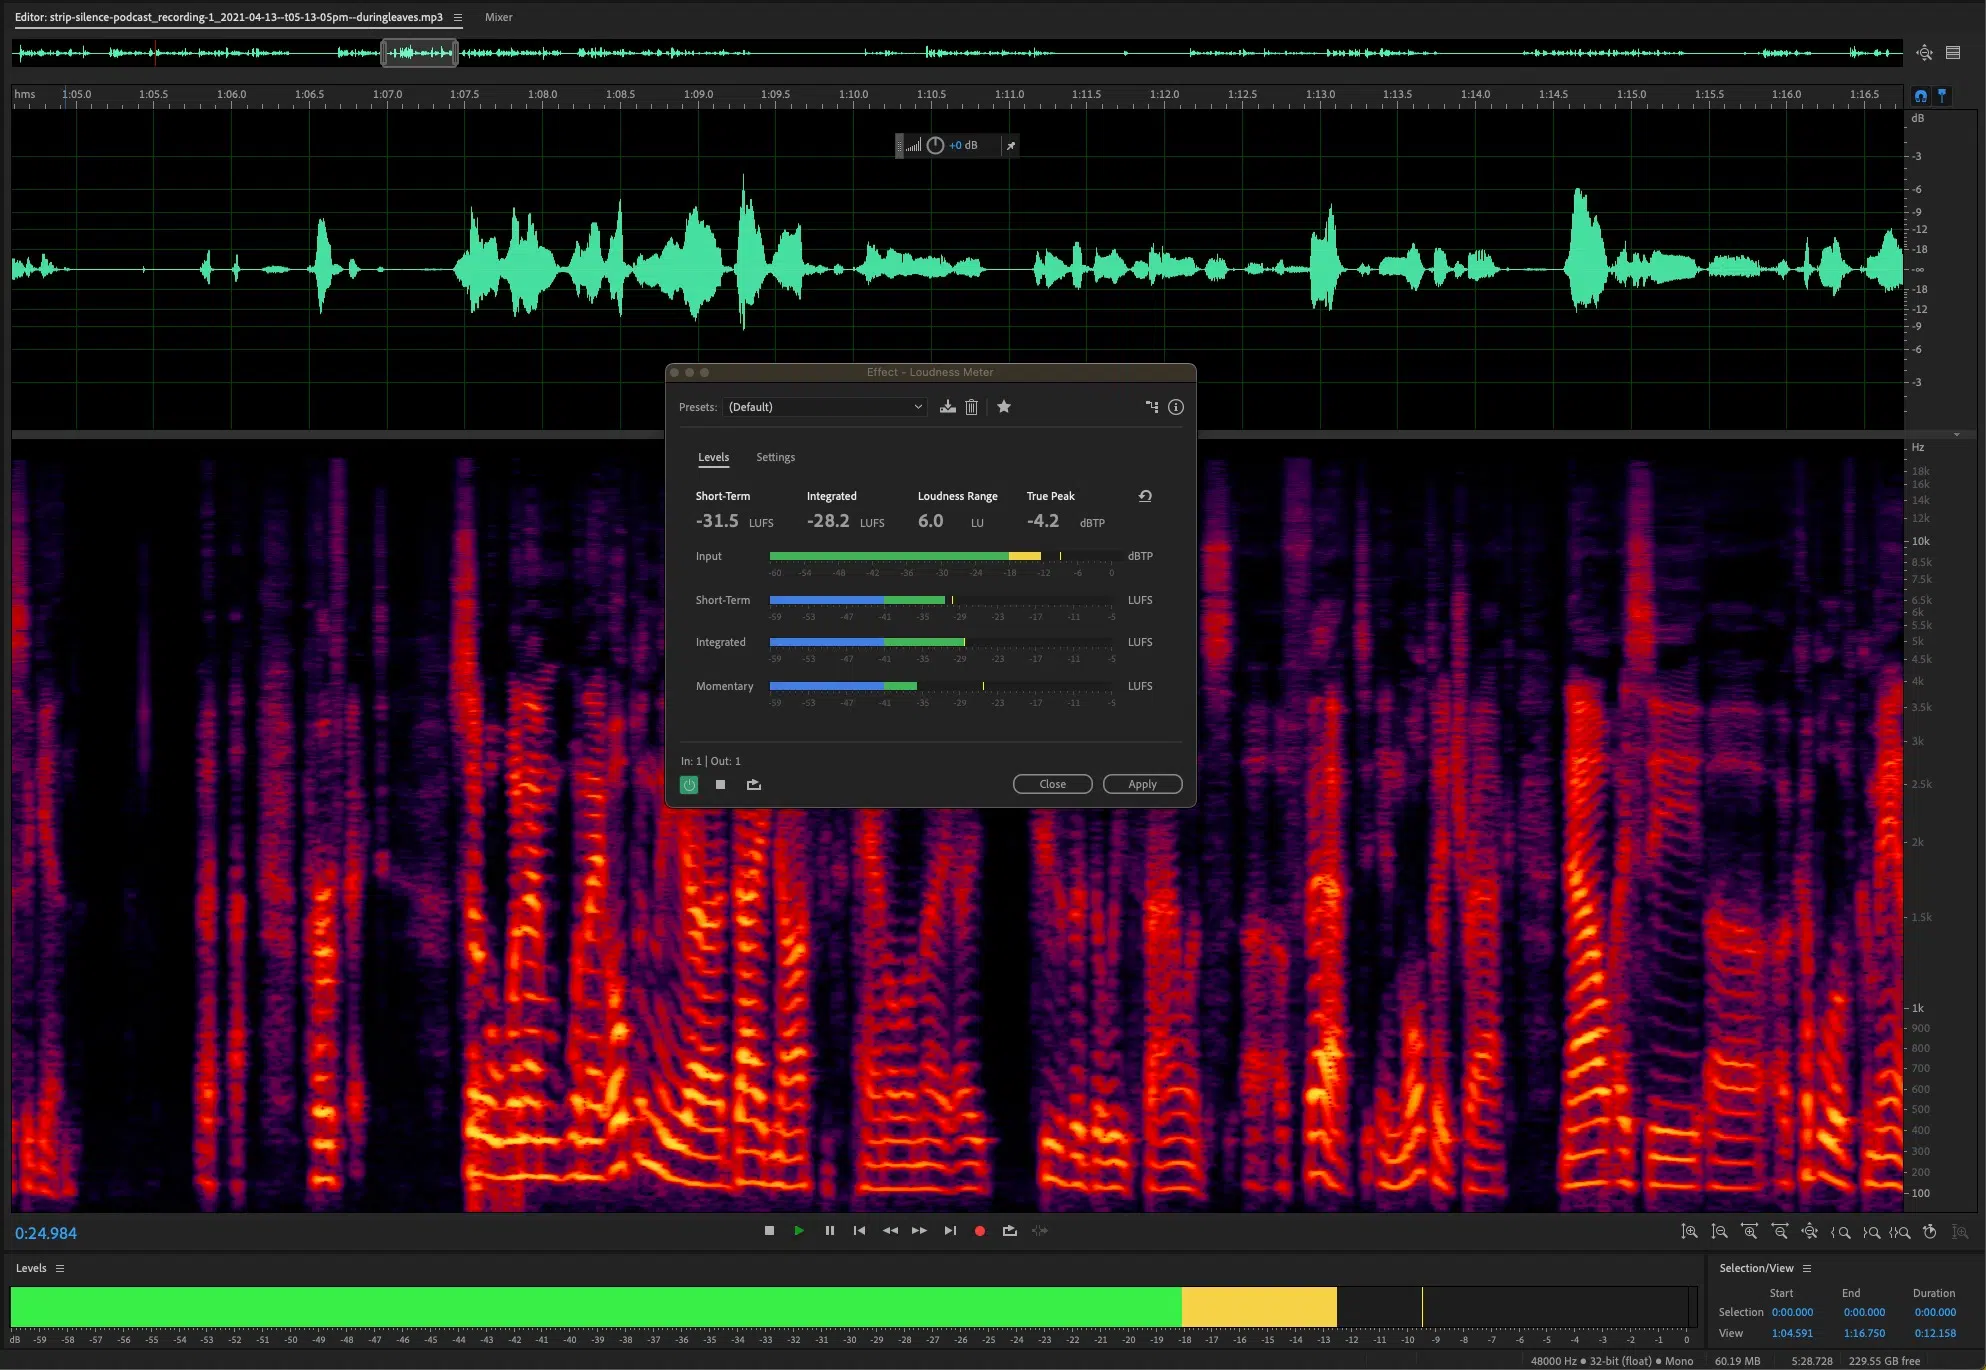 Editor: strip-silence-podcast_recording-1_2021-04-13--t05-13-05pm--duringleaves.mp3 Mixer
hms 1:05.0 1:05.5 1:06.0 1:06.5 1:07.0 1:07.5 1:08.0 1:08.5 1:09.0 1:09.5 1:10.0 1:10.5 1:11.0 1:11.5 1:12.0 1:12.5 1:13.0 1:13.5 1:14.0 1:14.5 1:15.0 1:15.5 1:16.0 1:16.5
dB
+0 dB
-3
-6
-9
-12
-18
-∞
-18
-12
-9
-6
-3
Effect - Loudness Meter
Presets: (Default)
Levels Settings
Short-Term Integrated Loudness Range True Peak
-31.5 LUFS -28.2 LUFS 6.0 LU -4.2 dBTP
Input dBTP
-60 -54 -48 -42 -36 -30 -24 -18 -12 -6 0
Short-Term LUFS
-59 -53 -47 -41 -35 -29 -23 -17 -11 -5
Integrated LUFS
-59 -53 -47 -41 -35 -29 -23 -17 -11 -5
Momentary LUFS
-59 -53 -47 -41 -35 -29 -23 -17 -11 -5
In: 1 | Out: 1
Close Apply
Hz
18k
16k
14k
12k
10k
8.5k
7.5k
6.5k
6k
5.5k
5k
4.5k
4k
3.5k
3k
2.5k
2k
1.5k
1k
900
800
700
600
500
400
300
200
100
0:24.984
Levels
dB -59 -58 -57 -56 -55 -54 -53 -52 -51 -50 -49 -48 -47 -46 -45 -44 -43 -42 -41 -40 -39 -38 -37 -36 -35 -34 -33 -32 -31 -30 -29 -28 -27 -26 -25 -24 -23 -22 -21 -20 -19 -18 -17 -16 -15 -14 -13 -12 -11 -10 -9 -8 -7 -6 -5 -4 -3 -2 -1 0
Selection/View
Start End Duration
Selection 0:00.000 0:00.000 0:00.000
View 1:04.591 1:16.750 0:12.158
48000 Hz ● 32-bit (float) ● Mono 60.19 MB 5:28.728 229.55 GB free